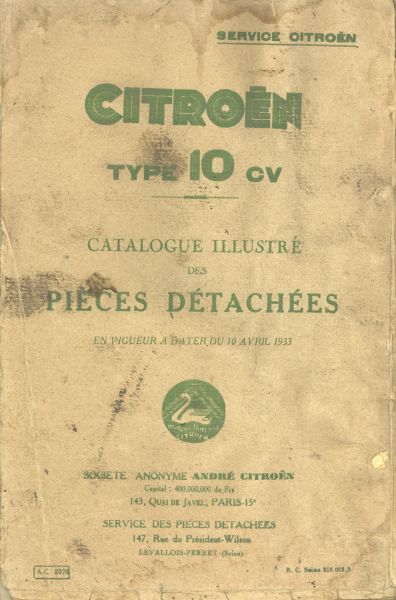 SERVICE CITROËN
CITROËN
TYPE 10 CV
CATALOGUE ILLUSTRÉ
DES
PIÈCES DÉTACHÉES
EN VIGUEUR A DATER DU 10 AVRIL 1933
CITROËN
SOCIÉTÉ ANONYME ANDRÉ CITROËN
Capital : 400.000.000 de Frs
143, QUAI DE JAVEL, PARIS-15e
SERVICE DES PIÈCES DÉTACHÉES
147, Rue du Président-Wilson
LEVALLOIS-PERRET (Seine)
A.C.
R. C. Seine